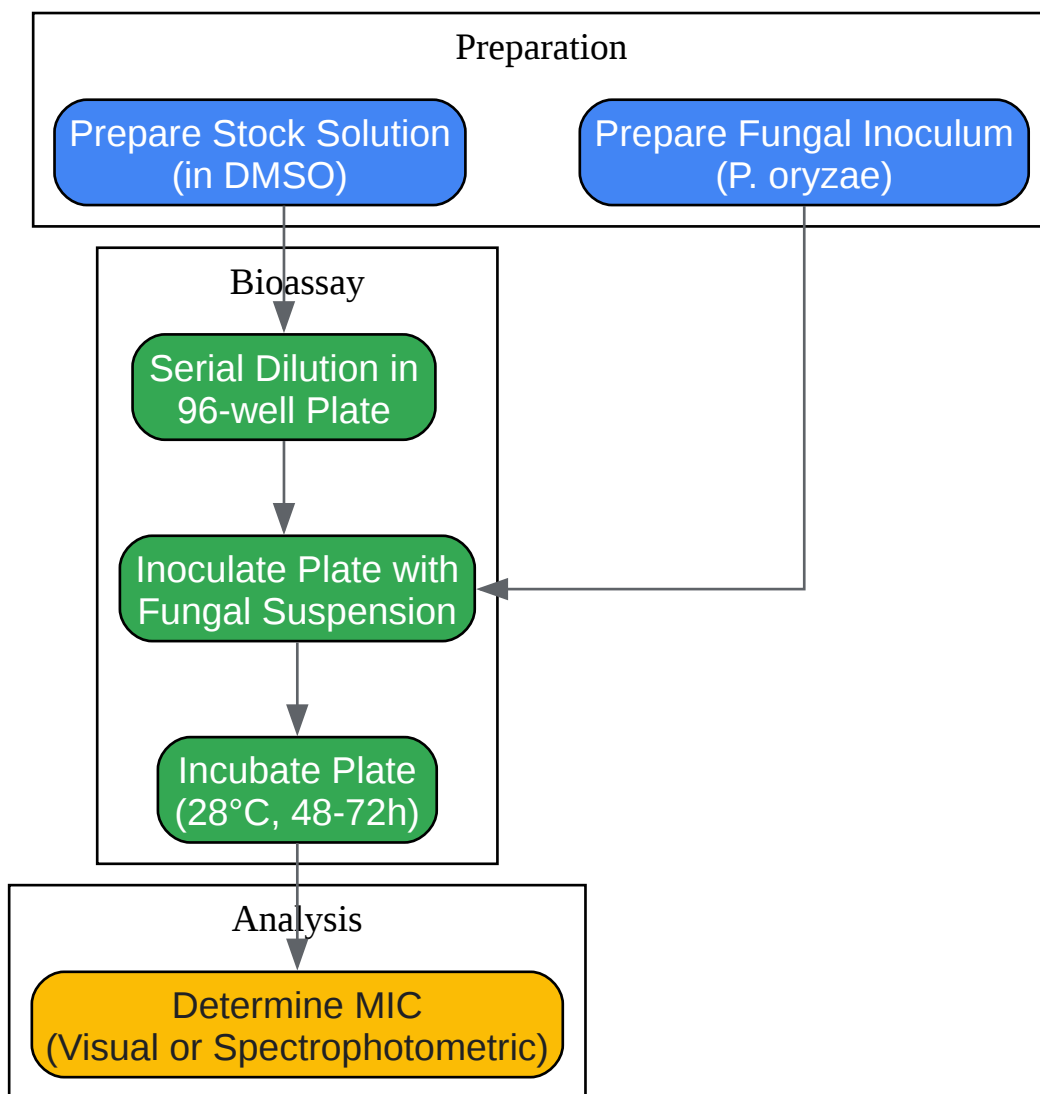 Preparation
Prepare Stock Solution
(in DMSO)
Prepare Fungal Inoculum
(P. oryzae)
Bioassay
Serial Dilution in
96-well Plate
Inoculate Plate with
Fungal Suspension
Incubate Plate
(28°C, 48-72h)
Analysis
Determine MIC
(Visual or Spectrophotometric)